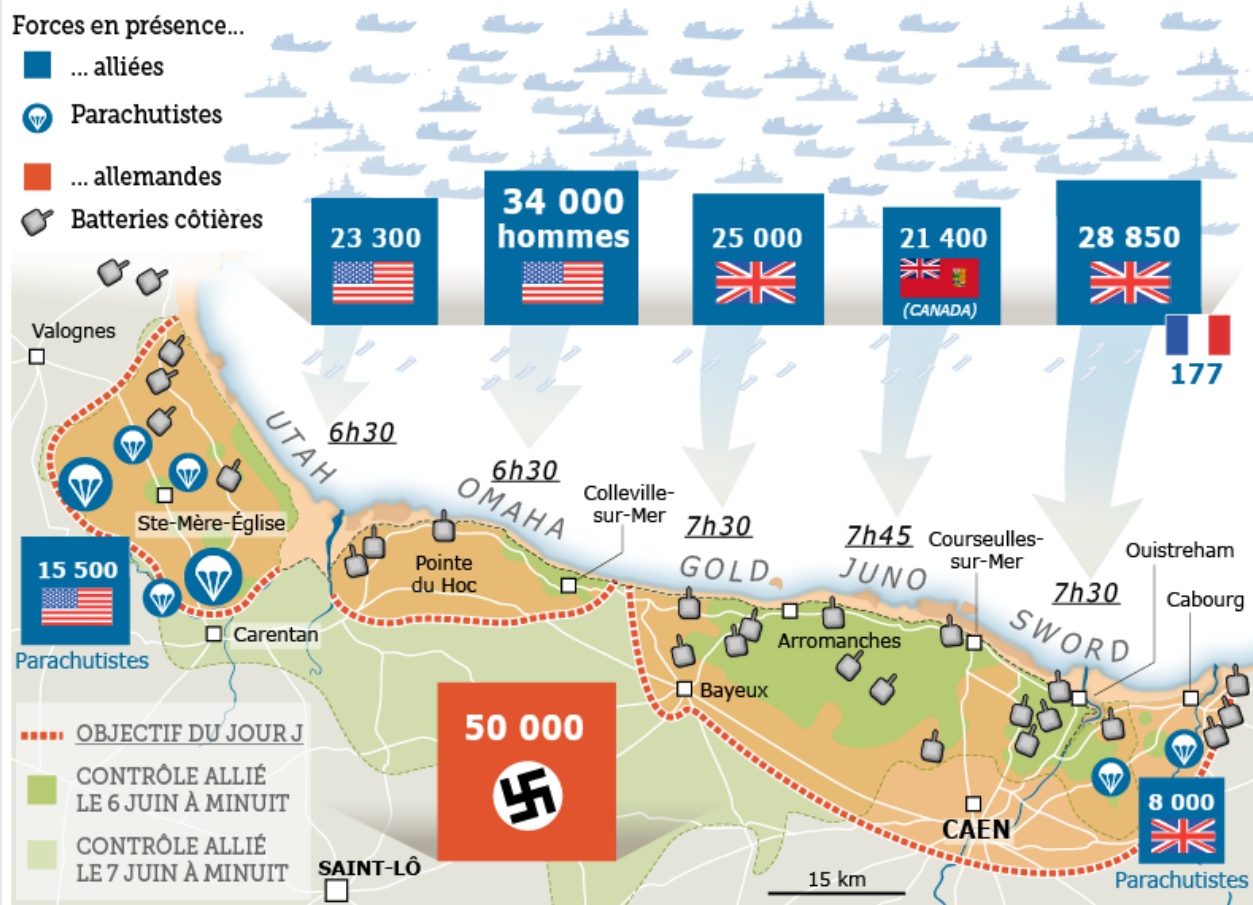 Forces en présence...
... alliées
Parachutistes
... allemandes
Batteries côtières
23 300
34 000
hommes
25 000
21 400
(CANADA)
28 850
177
Valognes
UTAH
6h30
6h30
OMAHA
Colleville-
sur-Mer
7h30
GOLD
7h45
JUNO
Courseulles-
sur-Mer
7h30
SWORD
Ouistreham
Cabourg
Ste-Mère-Église
Pointe
du Hoc
Arromanches
15 500
Parachutistes
Carentan
Bayeux
50 000
CAEN
8 000
Parachutistes
OBJECTIF DU JOUR J
CONTRÔLE ALLIÉ
LE 6 JUIN À MINUIT
CONTRÔLE ALLIÉ
LE 7 JUIN À MINUIT
SAINT-LÔ
15 km